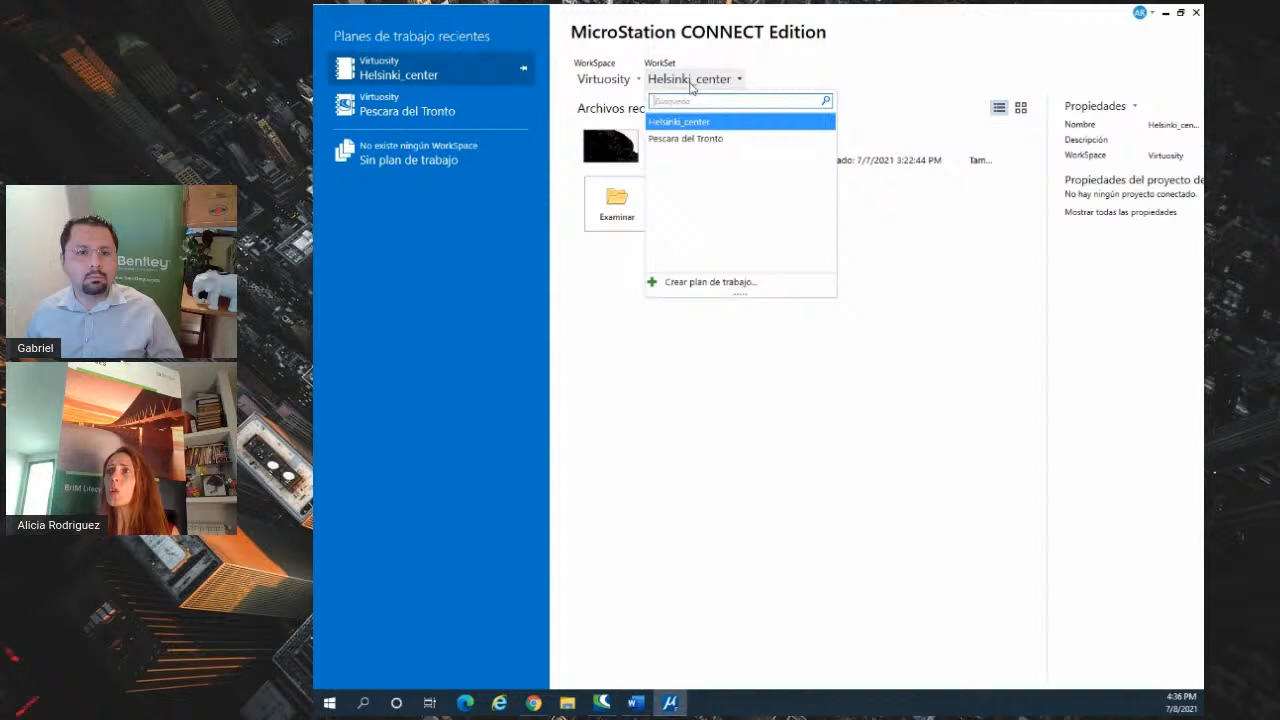 Planes de trabajo recientes
Virtuosity
Helsinki_center
Virtuosity
Pescara del Tronto
No existe ningún WorkSpace
Sin plan de trabajo
MicroStation CONNECT Edition
AR
WorkSpace
WorkSet
Virtuosity
Helsinki_center
Archivos rec
Búsqueda
Helsinki_center
Pescara del Tronto
Crear plan de trabajo...
ado: 7/7/2021 3:22:44 PM
Tam...
Examinar
Propiedades
Nombre
Helsinki_cen...
Descripción
WorkSpace
Virtuosity
Propiedades del proyecto de
No hay ningún proyecto conectado.
Mostrar todas las propiedades
Bentley
Gabriel
Alicia Rodriguez
4:36 PM
7/8/2021